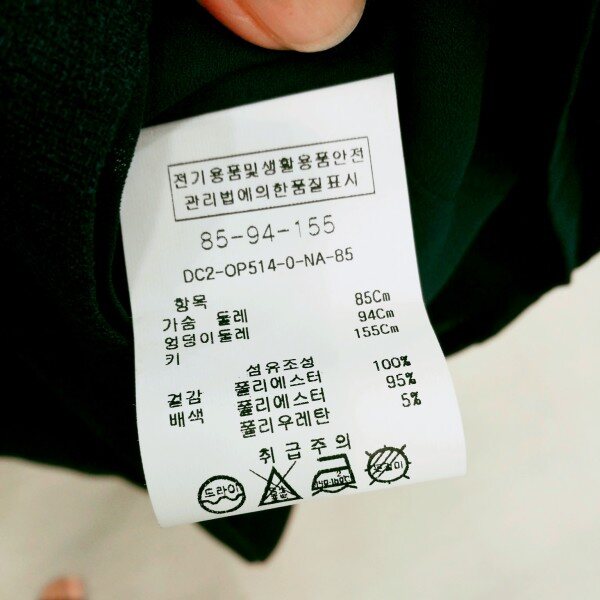 전기용품및생활용품안전
관리법에의한품질표시
85-94-155
DC2-OP514-0-NA-85
항목
가슴 둘레 85Cm
엉덩이둘레 94Cm
키 155Cm
섬유조성
겉감 폴리에스터 100%
배색 폴리에스터 95%
폴리우레탄 5%
취급주의
드라이